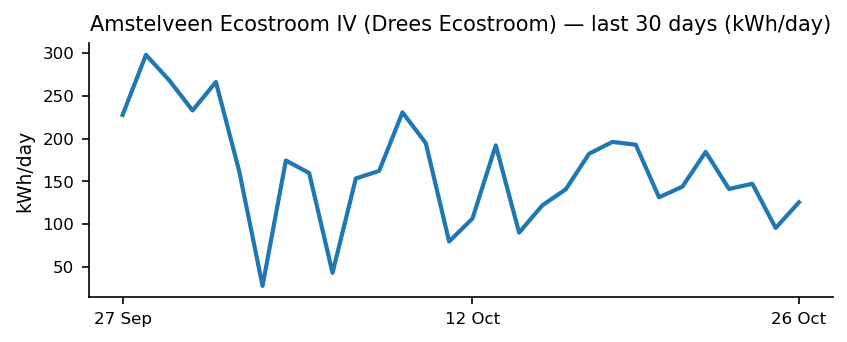 Amstelveen Ecostroom IV (Drees Ecostroom) — last 30 days (kWh/day)
kWh/day
300
250
200
150
100
50
27 Sep
12 Oct
26 Oct